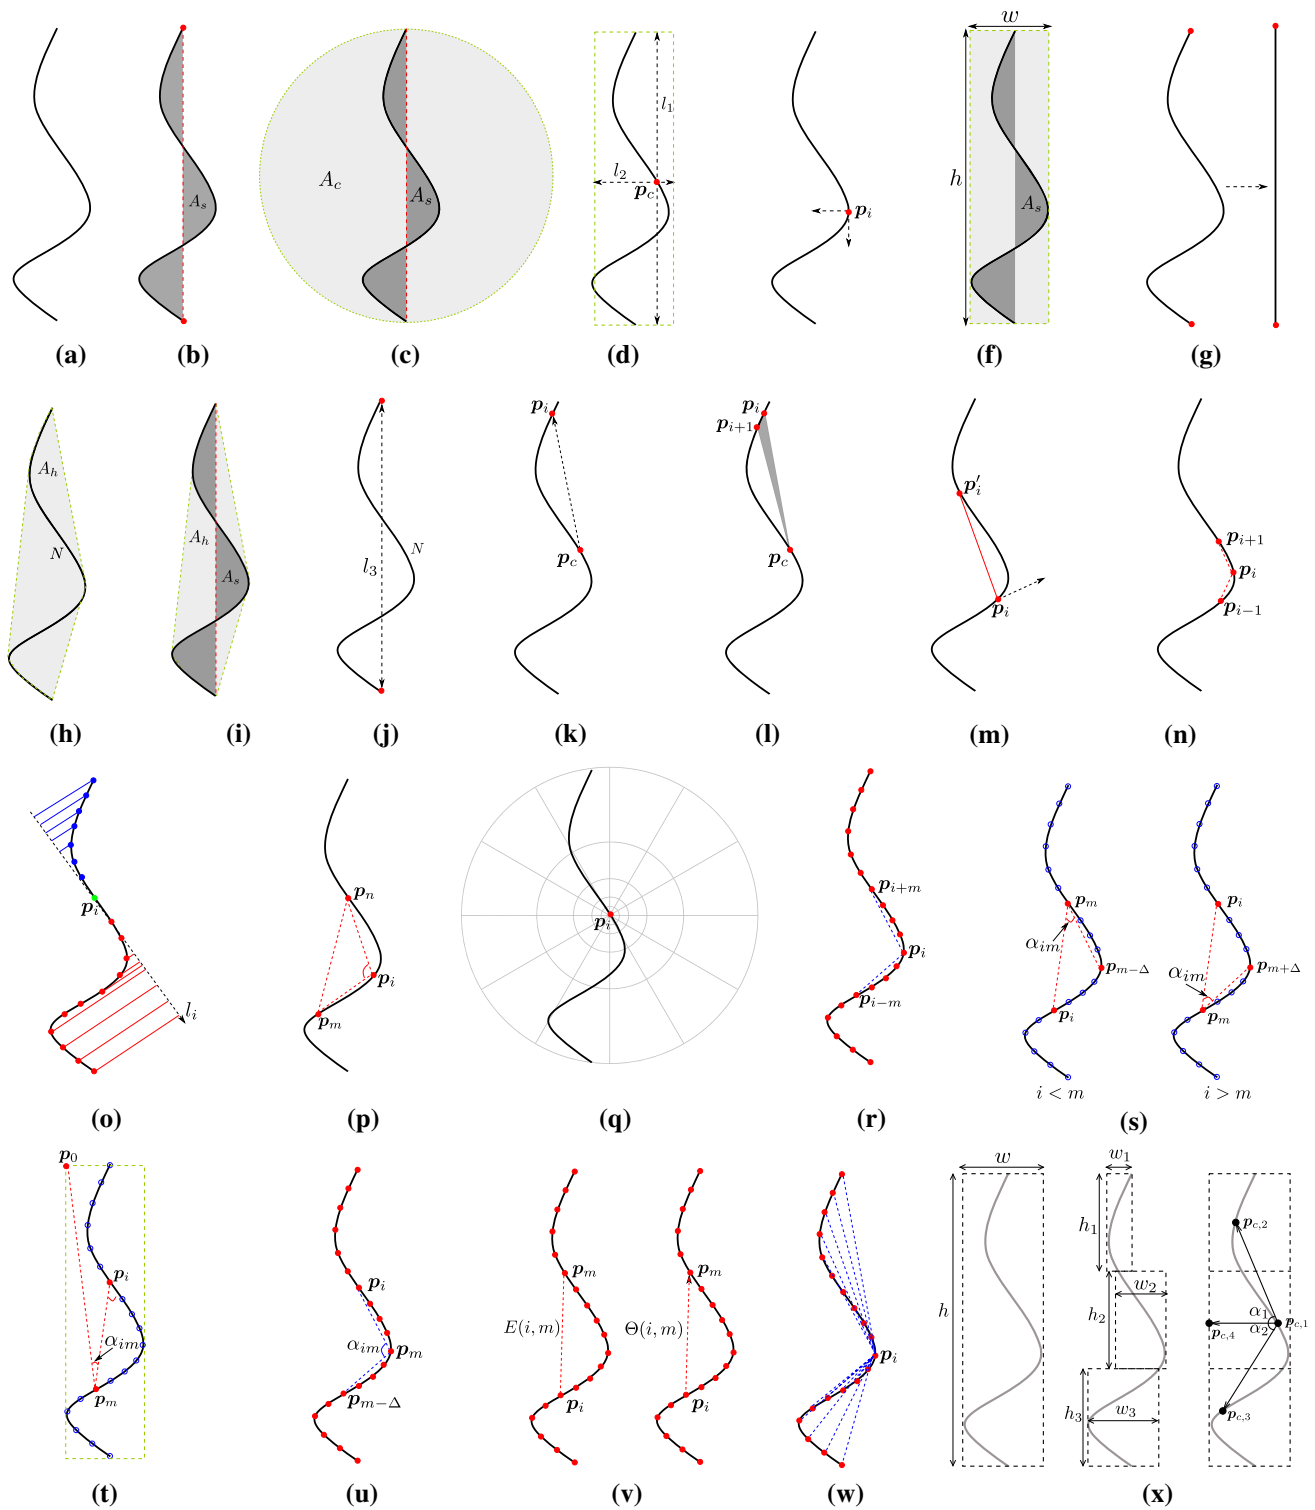 A_s
A_c
A_s
l_1
l_2
p_c
p_i
w
h
A_s
(a) (b) (c) (d) (f) (g)
A_h
N
A_h
A_s
l_3
N
p_i
p_c
p_i
p_{i+1}
p_c
p'_i
p_i
p_{i+1}
p_i
p_{i−1}
(h) (i) (j) (k) (l) (m) (n)
p_i
l_i
p_n
p_i
p_m
p_i
p_{i+m}
p_i
p_{i−m}
p_m
α_{im}
p_{m−Δ}
p_i
i < m
p_i
p_{m+Δ}
α_{im}
p_m
i > m
(o) (p) (q) (r) (s)
p_0
p_i
α_{im}
p_m
p_i
α_{im}
p_m
p_{m−Δ}
p_m
E(i, m)
p_i
p_m
Θ(i, m)
p_i
p_i
w
h
w_1
h_1
w_2
h_2
h_3
w_3
p_{c,2}
α_1
α_2
p_{c,1}
p_{c,4}
p_{c,3}
(t) (u) (v) (w) (x)